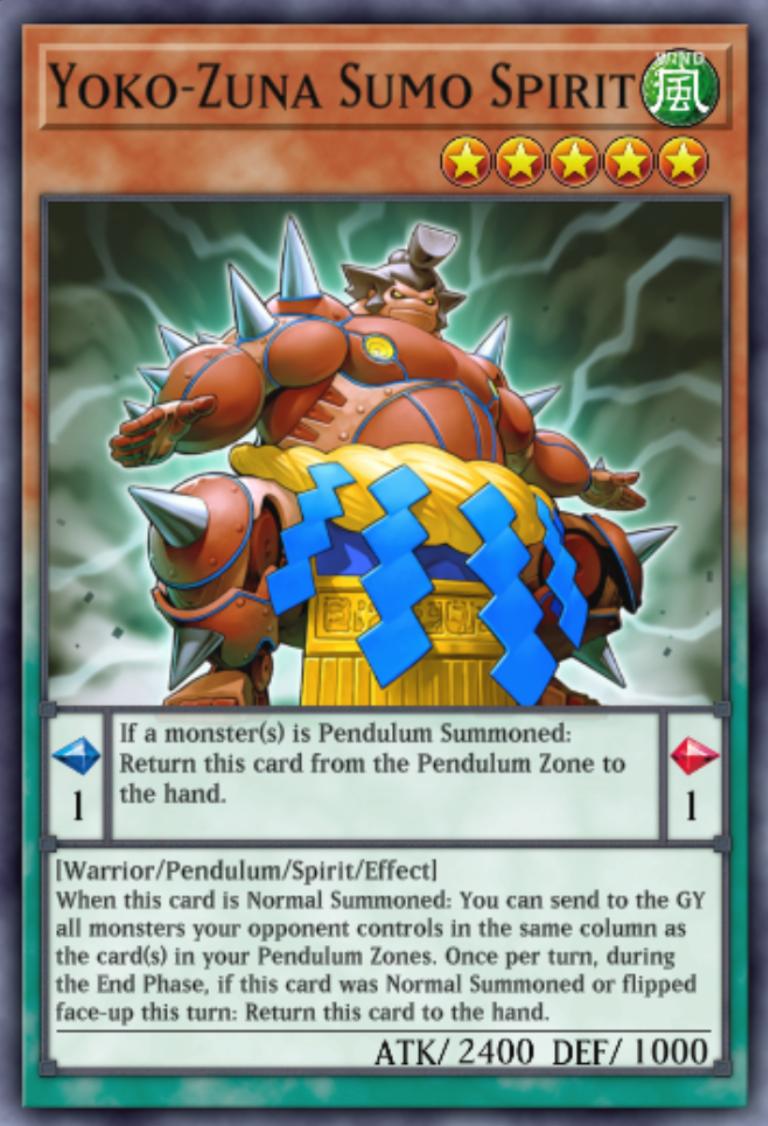 Yoko-Zuna Sumo Spirit
WIND
風
If a monster(s) is Pendulum Summoned:
Return this card from the Pendulum Zone to
the hand.
1
1
[Warrior/Pendulum/Spirit/Effect]
When this card is Normal Summoned: You can send to the GY
all monsters your opponent controls in the same column as
the card(s) in your Pendulum Zones. Once per turn, during
the End Phase, if this card was Normal Summoned or flipped
face-up this turn: Return this card to the hand.
ATK/ 2400 DEF/ 1000